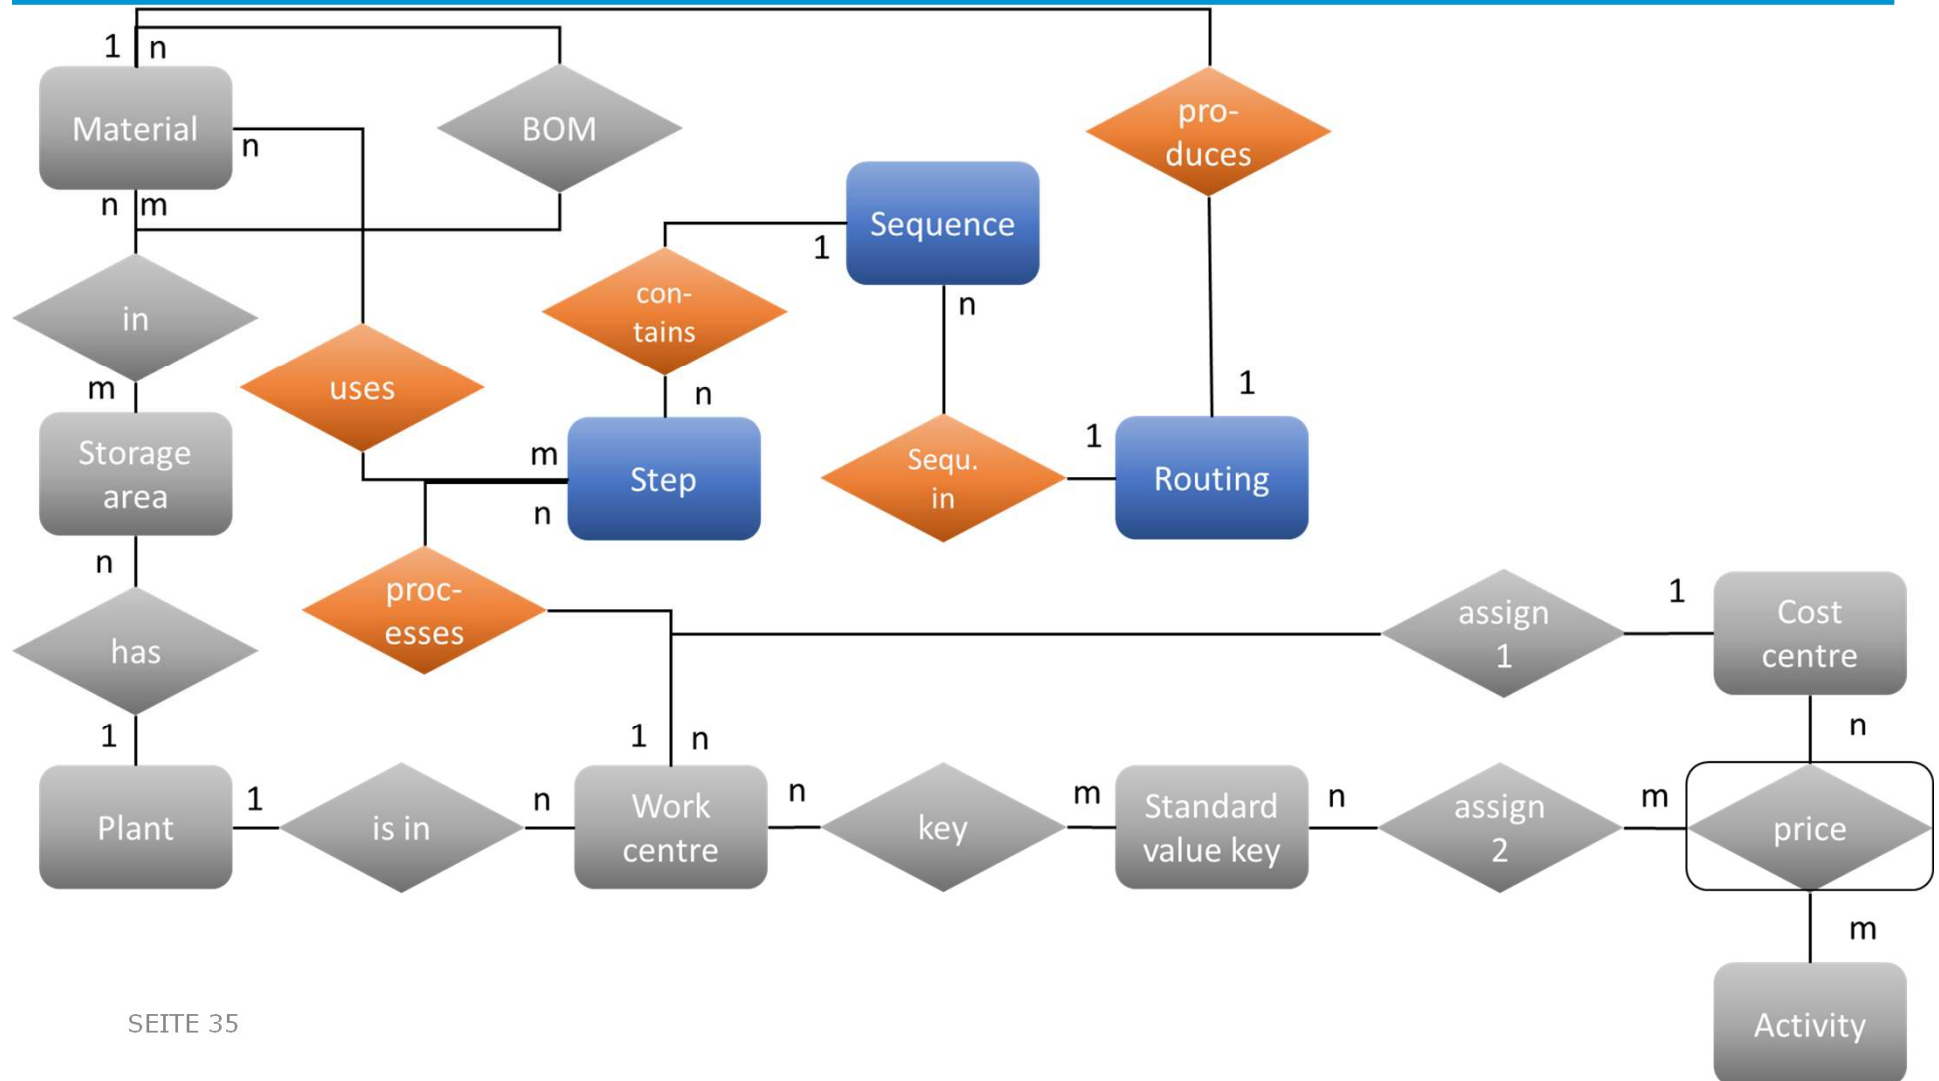 1 n
Material
n
n m
BOM
pro-
duces
Sequence
1
n
con-
tains
n
in
m
uses
1
Storage
area
m
Step
n
Sequ.
in
1
Routing
n
has
proc-
esses
assign
1
1
Cost
centre
n
1
Plant
1
is in
n
1 n
Work
centre
n
key
m
Standard
value key
n
assign
2
m
price
m
Activity
SEITE 35